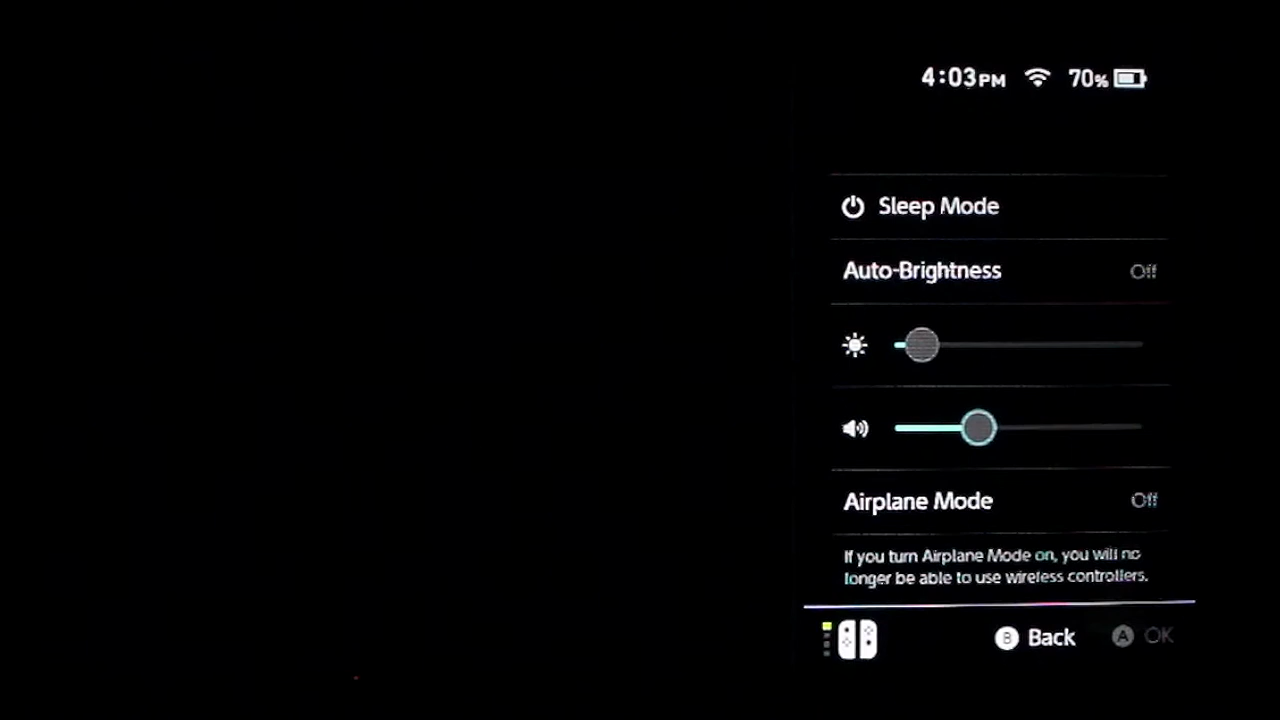 4:03PM 70%
Sleep Mode
Auto-Brightness Off
Airplane Mode Off
If you turn Airplane Mode on, you will no
longer be able to use wireless controllers.
B Back A OK